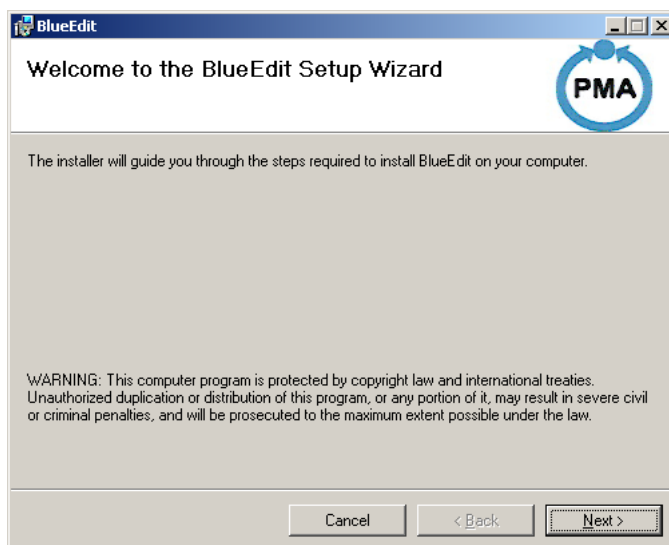 BlueEdit
Welcome to the BlueEdit Setup Wizard
PMA
The installer will guide you through the steps required to install BlueEdit on your computer.
WARNING: This computer program is protected by copyright law and international treaties.
Unauthorized duplication or distribution of this program, or any portion of it, may result in severe civil
or criminal penalties, and will be prosecuted to the maximum extent possible under the law.
Cancel < Back Next >